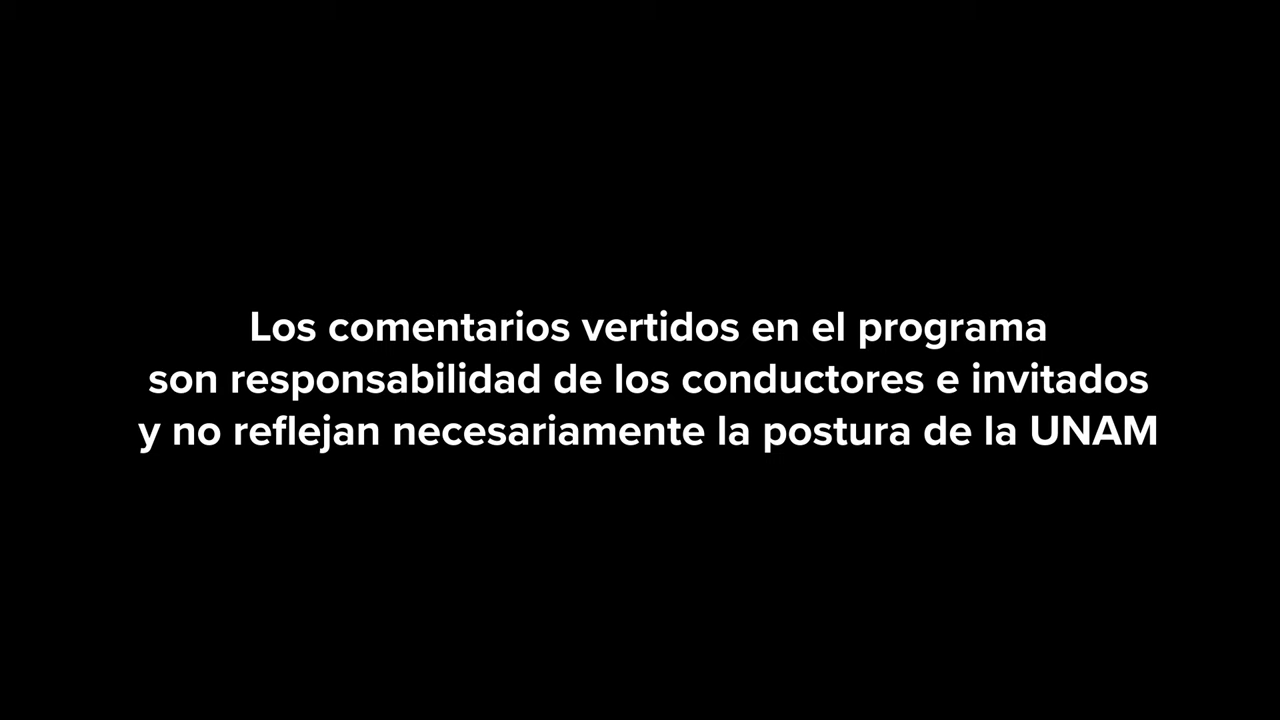 Los comentarios vertidos en el programa
son responsabilidad de los conductores e invitados
y no reflejan necesariamente la postura de la UNAM